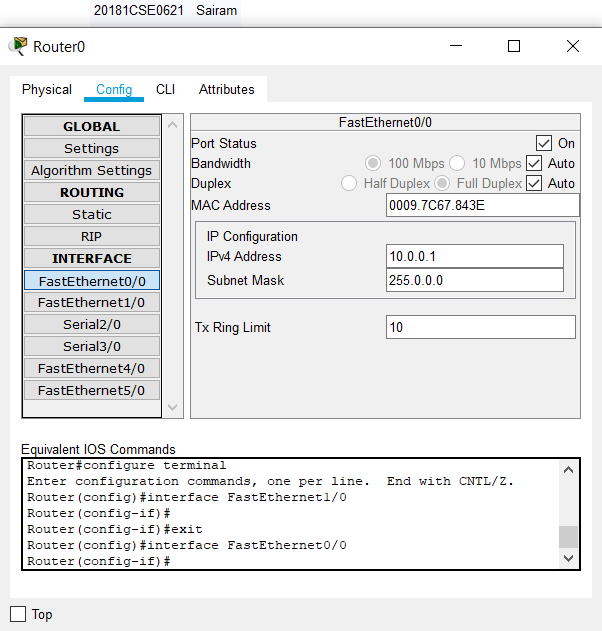 20181CSE0621 Sairam
Router0
Physical Config CLI Attributes
GLOBAL
Settings
Algorithm Settings
ROUTING
Static
RIP
INTERFACE
FastEthernet0/0
FastEthernet1/0
Serial2/0
Serial3/0
FastEthernet4/0
FastEthernet5/0
FastEthernet0/0
Port Status On
Bandwidth 100 Mbps 10 Mbps Auto
Duplex Half Duplex Full Duplex Auto
MAC Address 0009.7C67.843E
IP Configuration
IPv4 Address 10.0.0.1
Subnet Mask 255.0.0.0
Tx Ring Limit 10
Equivalent IOS Commands
Router#configure terminal
Enter configuration commands, one per line. End with CNTL/Z.
Router(config)#interface FastEthernet1/0
Router(config-if)#
Router(config-if)#exit
Router(config)#interface FastEthernet0/0
Router(config-if)#
Top